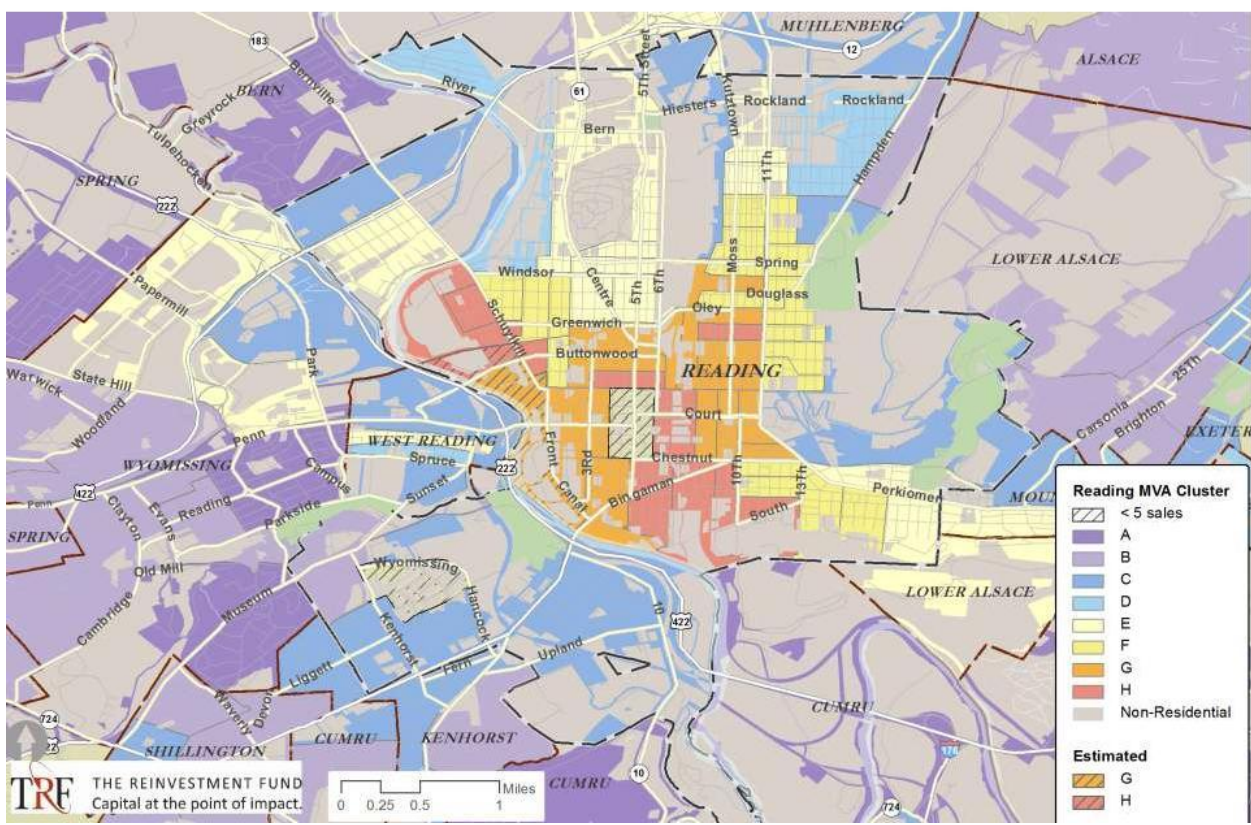 MUHLENBERG
183
12
ALSACE
BERN
Bernville
River
61
5Th Street
Kutztown
Hiesters
Rockland
Rockland
Greyrock
Bern
Tulpehocken
11Th
Hampden
SPRING
222
LOWER ALSACE
Moss
Spring
Windsor
Centre
5Th
6Th
Douglass
Papermill
Schuylkill
Oley
Greenwich
Park
Buttonwood
READING
25Th
Warwick
State Hill
Woodland
Court
Carsonia
Brighton
Penn
WEST READING
EXETER
Front
3Rd
Chestnut
WYOMISSING
Spruce
222
Campus
Sunset
10Th
13Th
Perkiomen
422
Penn
Clayton
Evans
Reading
Canal
Bingaman
South
Parkside
SPRING
Old Mill
Wyomissing
LOWER ALSACE
Cambridge
Museum
Hancock
10
422
Kenhorst
Upland
Liggett
Fern
Waverly
Devon
CUMRU
724
SHILLINGTON
CUMRU
KENHORST
176
10
CUMRU
724
Reading MVA Cluster
< 5 sales
A
B
C
D
E
F
G
H
Non-Residential
Estimated
G
H
TRF THE REINVESTMENT FUND
Capital at the point of impact.
Miles
0 0.25 0.5 1